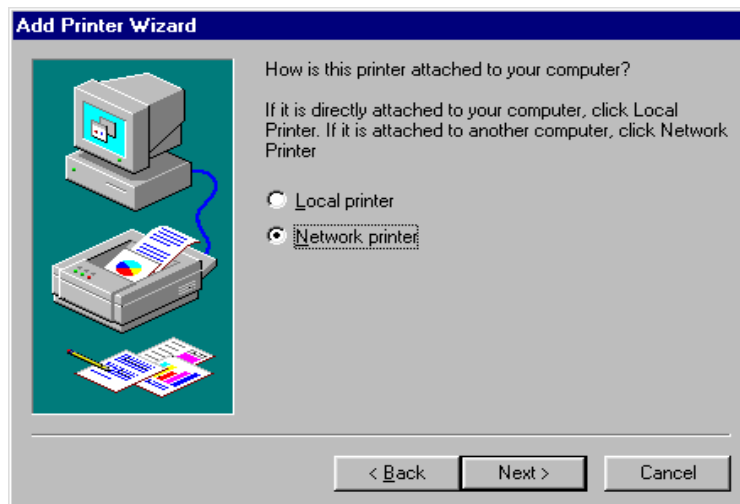 Add Printer Wizard
How is this printer attached to your computer?
If it is directly attached to your computer, click Local
Printer. If it is attached to another computer, click Network
Printer
Local printer
Network printer
< Back
Next >
Cancel